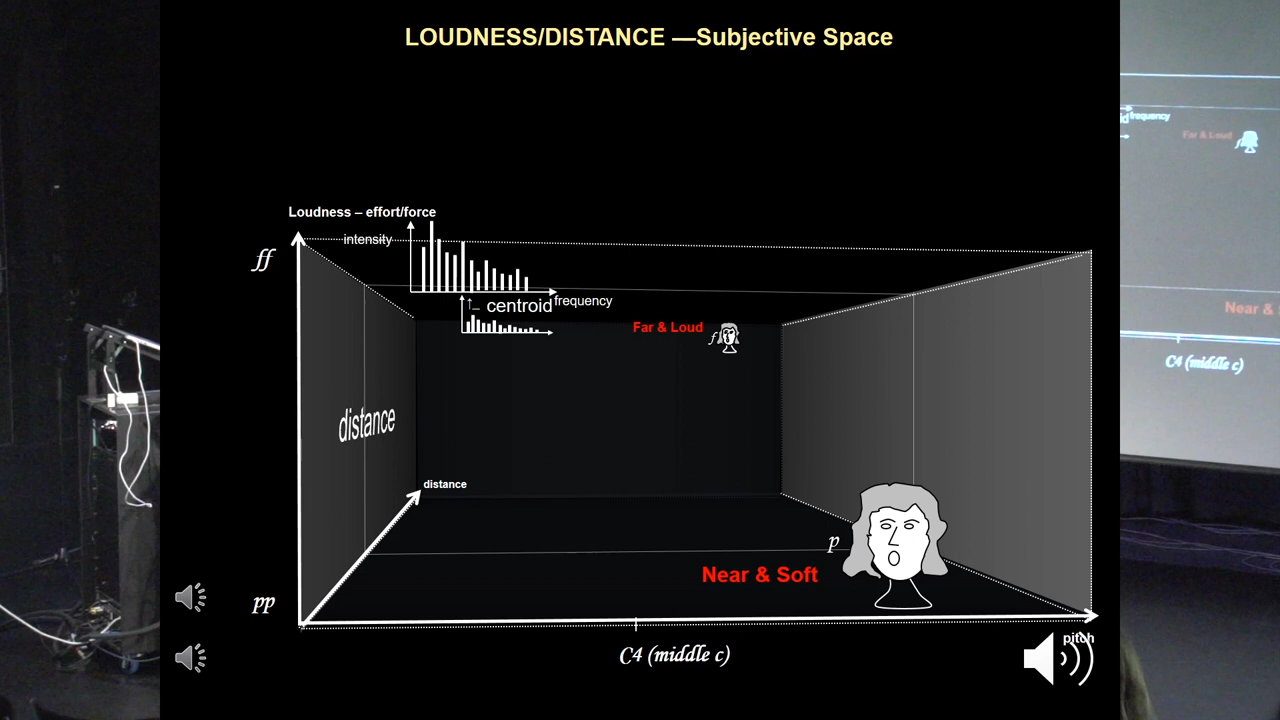 LOUDNESS/DISTANCE —Subjective Space
Loudness – effort/force
ff
intensity
centroid
frequency
Far & Loud
f
distance
distance
p
Near & Soft
pp
pitch
C4 (middle c)
frequency
Far & Loud
f
Near &
C4 (middle c)